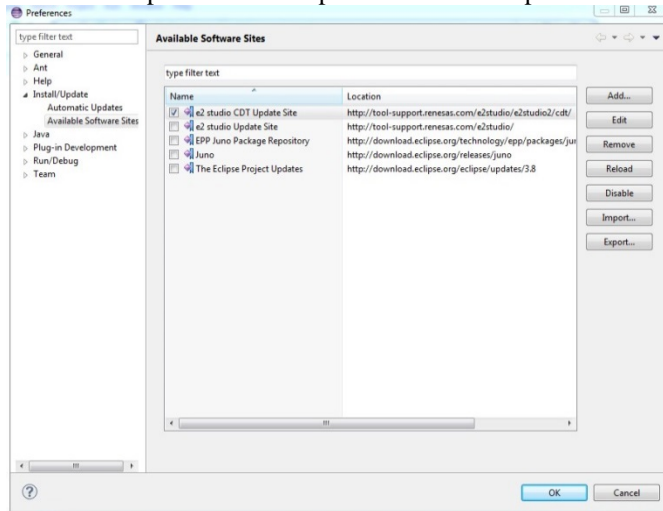 Preferences
type filter text
General
Ant
Help
Install/Update
Automatic Updates
Available Software Sites
Java
Plug-in Development
Run/Debug
Team
Available Software Sites
type filter text
Name Location
e2 studio CDT Update Site http://tool-support.renesas.com/e2studio/e2studio2/cdt/
e2 studio Update Site http://tool-support.renesas.com/e2studio/
EPP Juno Package Repository http://download.eclipse.org/technology/epp/packages/jur
Juno http://download.eclipse.org/releases/juno
The Eclipse Project Updates http://download.eclipse.org/eclipse/updates/3.8
Add...
Edit
Remove
Reload
Disable
Import...
Export...
OK Cancel